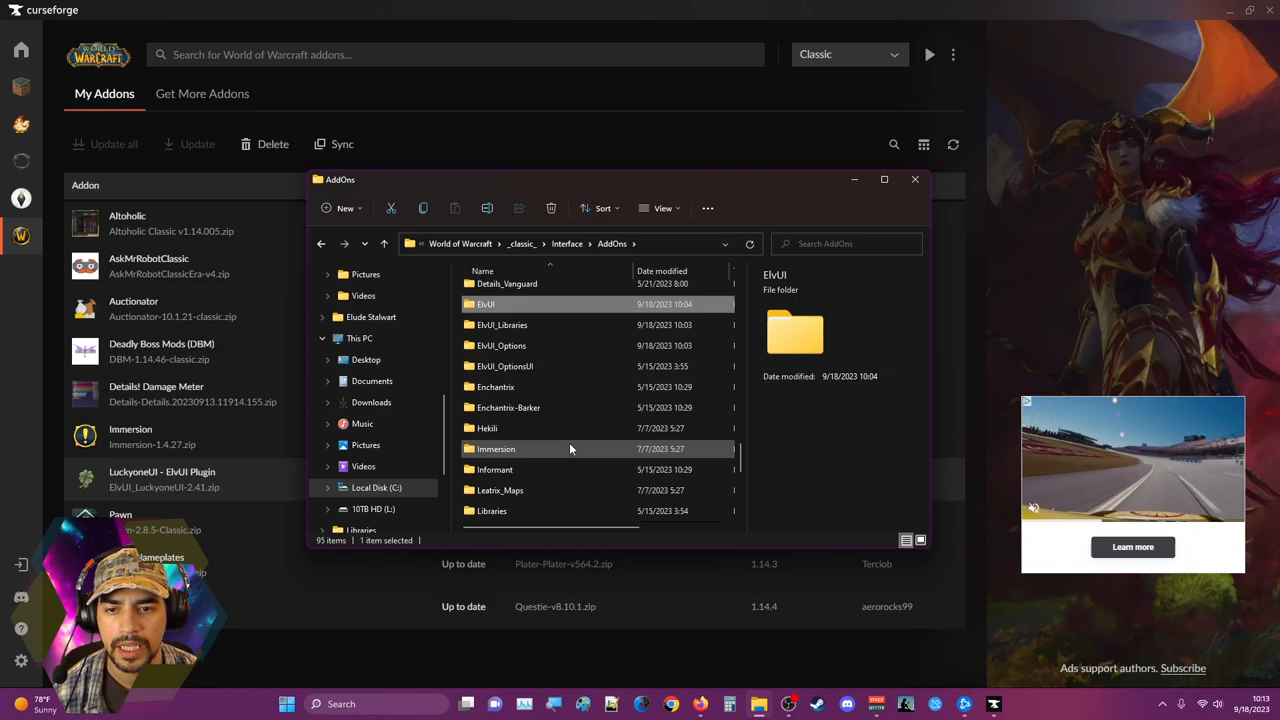 curseforge
WORLD WARCRAFT
Search for World of Warcraft addons...
Classic
My Addons
Get More Addons
Update all
Update
Delete
Sync
Addon
Altoholic
Altoholic Classic v1.14.005.zip
AskMrRobotClassic
AskMrRobotClassicEra-v4.zip
Auctionator
Auctionator-10.1.21-classic.zip
Deadly Boss Mods (DBM)
DBM-1.14.46-classic.zip
Details! Damage Meter
Details-Details.20230913.11914.155.zip
Immersion
Immersion-1.4.27.zip
LuckyoneUI - ElvUI Plugin
ElvUI_LuckyoneUI-2.41.zip
Pawn
n-2.8.5-Classic.zip
ameplates
Up to date
Plater-Plater-v564.2.zip
1.14.3
Terciob
Up to date
Questie-v8.10.1.zip
1.14.4
aerorocks99
AddOns
New
Sort
View
World of Warcraft
_classic_
Interface
AddOns
Search AddOns
Pictures
Videos
Elude Stalwart
This PC
Desktop
Documents
Downloads
Music
Pictures
Videos
Local Disk (C:)
10TB HD (L:)
Libraries
Name
Date modified
Details_Vanguard
5/21/2023 8:00
ElvUI
9/18/2023 10:04
ElvUI_Libraries
9/18/2023 10:03
ElvUI_Options
9/18/2023 10:03
ElvUI_OptionsUI
5/15/2023 3:55
Enchantrix
5/15/2023 10:29
Enchantrix-Barker
5/15/2023 10:29
Hekili
7/7/2023 5:27
Immersion
7/7/2023 5:27
Informant
5/15/2023 10:29
Leatrix_Maps
7/7/2023 5:27
Libraries
5/15/2023 3:54
95 items
1 item selected
ElvUI
File folder
Date modified: 9/18/2023 10:04
Learn more
Ads support authors. Subscribe
78°F
Sunny
Search
10:13
9/18/2023